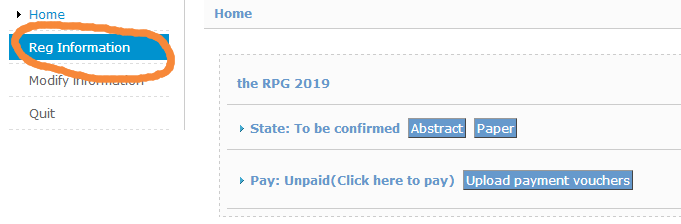 Home
Reg Information
Modify Information
Quit
Home
the RPG 2019
State: To be confirmed Abstract Paper
Pay: Unpaid(Click here to pay) Upload payment vouchers